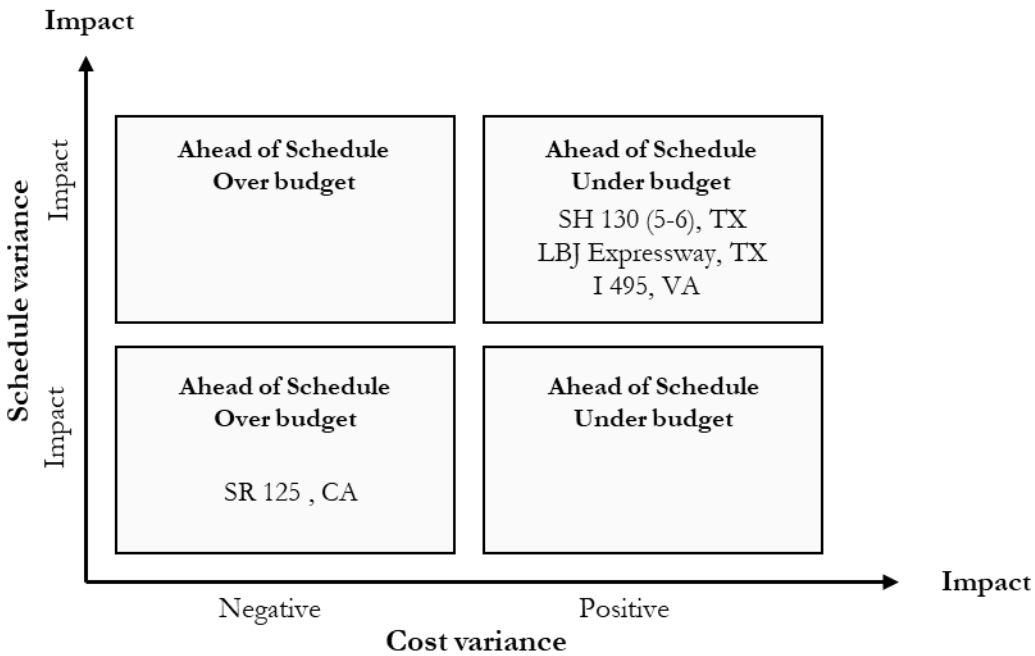 Impact
Schedule variance
Impact
Impact
Ahead of Schedule
Over budget
Ahead of Schedule
Under budget
SH 130 (5-6), TX
LBJ Expressway, TX
I 495, VA
Ahead of Schedule
Over budget
SR 125 , CA
Ahead of Schedule
Under budget
Impact
Negative
Positive
Cost variance